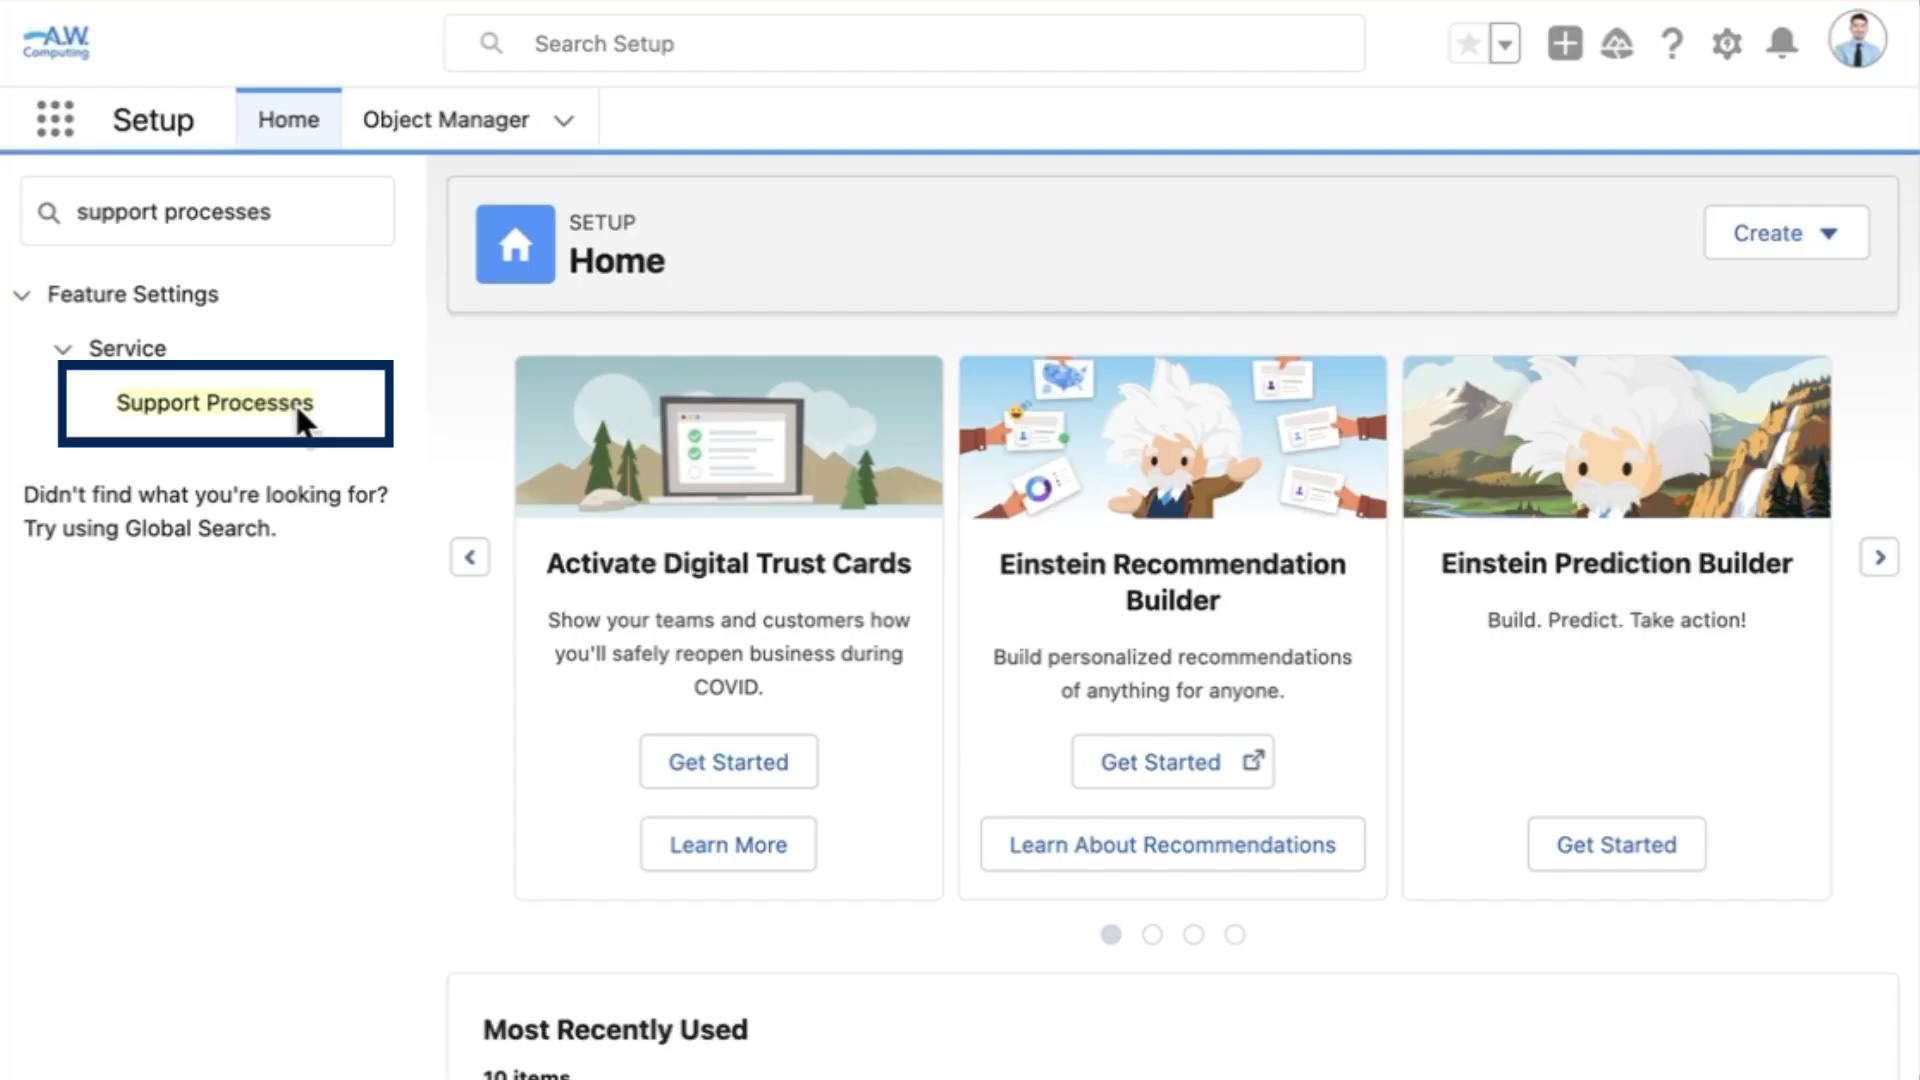 A.W.
Computing
Search Setup
Setup
Home
Object Manager
support processes
Feature Settings
Service
Support Processes
Didn't find what you're looking for?
Try using Global Search.
SETUP
Home
Create
Activate Digital Trust Cards
Show your teams and customers how
you'll safely reopen business during
COVID.
Get Started
Learn More
Einstein Recommendation
Builder
Build personalized recommendations
of anything for anyone.
Get Started
Learn About Recommendations
Einstein Prediction Builder
Build. Predict. Take action!
Get Started
Most Recently Used
10 items